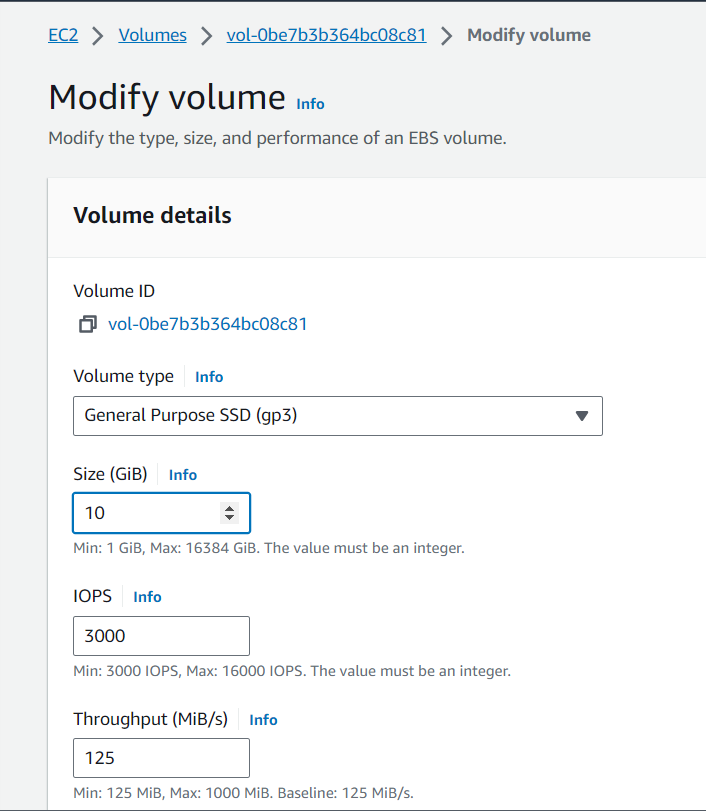 EC2 > Volumes > vol-0be7b3b364bc08c81 > Modify volume
Modify volume Info
Modify the type, size, and performance of an EBS volume.
Volume details
Volume ID
vol-0be7b3b364bc08c81
Volume type Info
General Purpose SSD (gp3)
Size (GiB) Info
10
Min: 1 GiB, Max: 16384 GiB. The value must be an integer.
IOPS Info
3000
Min: 3000 IOPS, Max: 16000 IOPS. The value must be an integer.
Throughput (MiB/s) Info
125
Min: 125 MiB, Max: 1000 MiB. Baseline: 125 MiB/s.